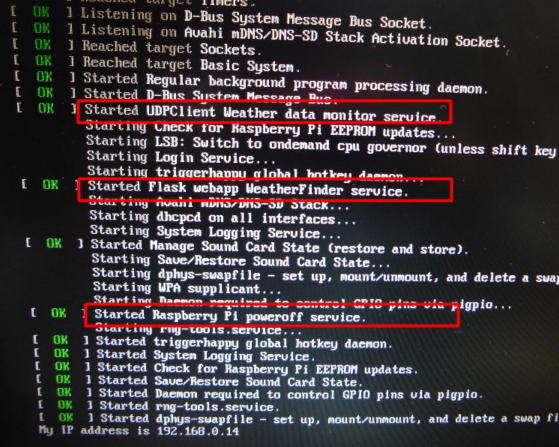 Reached target Timers.
[ OK ] Listening on D-Bus System Message Bus Socket.
[ OK ] Listening on Avahi mDNS/DNS-SD Stack Activation Socket.
[ OK ] Reached target Sockets.
[ OK ] Reached target Basic System.
[ OK ] Started Regular background program processing daemon.
[ OK ] Started D-Bus System Message Bus.
[ OK ] Started UDPClient Weather data monitor service.
Starting Check for Raspberry Pi EEPROM updates...
Starting LSB: Switch to ondemand cpu governor (unless shift key
Starting Login Service...
Starting triggerhappy global hotkey daemon...
[ OK ] Started Flask webapp WeatherFinder service.
Starting Avahi mDNS/DNS-SD Stack...
Starting dhcpcd on all interfaces...
Starting System Logging Service...
[ OK ] Started Manage Sound Card State (restore and store).
Starting Save/Restore Sound Card State...
Starting dphys-swapfile - set up, mount/unmount, and delete a swa
Starting WPA supplicant...
Starting Daemon required to control GPIO pins via pigpio...
[ OK ] Started Raspberry Pi poweroff service.
Starting rng-tools.service...
[ OK ] Started triggerhappy global hotkey daemon.
[ OK ] Started System Logging Service.
[ OK ] Started Check for Raspberry Pi EEPROM updates.
[ OK ] Started Save/Restore Sound Card State.
[ OK ] Started Daemon required to control GPIO pins via pigpio.
[ OK ] Started rng-tools.service.
[ OK ] Started dphys-swapfile - set up, mount/unmount, and delete a swap fi
My IP address is 192.168.0.14